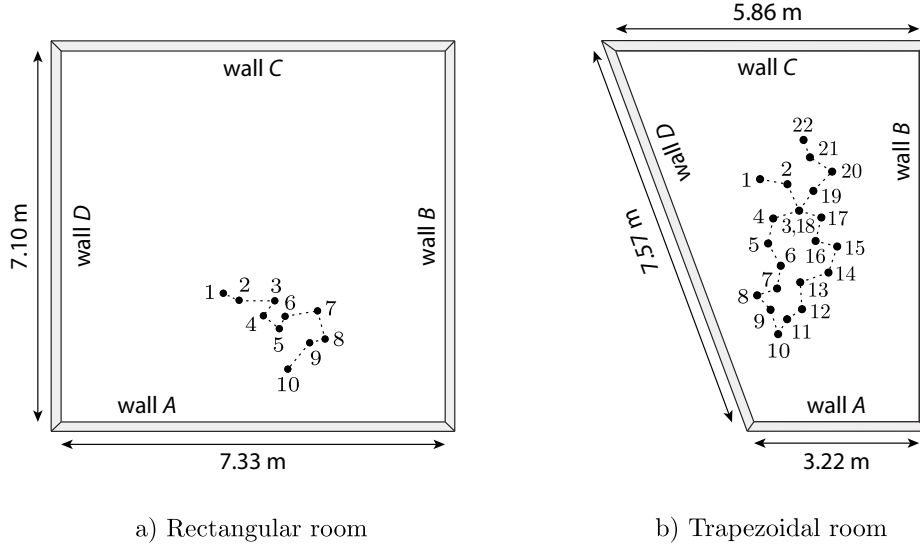 5.86 m
wall C
wall C
22
21
2
20
1
19
wall D
wall B
4
17
3,18
7.10 m
wall D
wall B
5
16
15
7.57 m
6
14
1
2
3
6
7
7
13
8
4
5
8
9
12
9
11
10
10
wall A
wall A
7.33 m
3.22 m
a) Rectangular room
b) Trapezoidal room